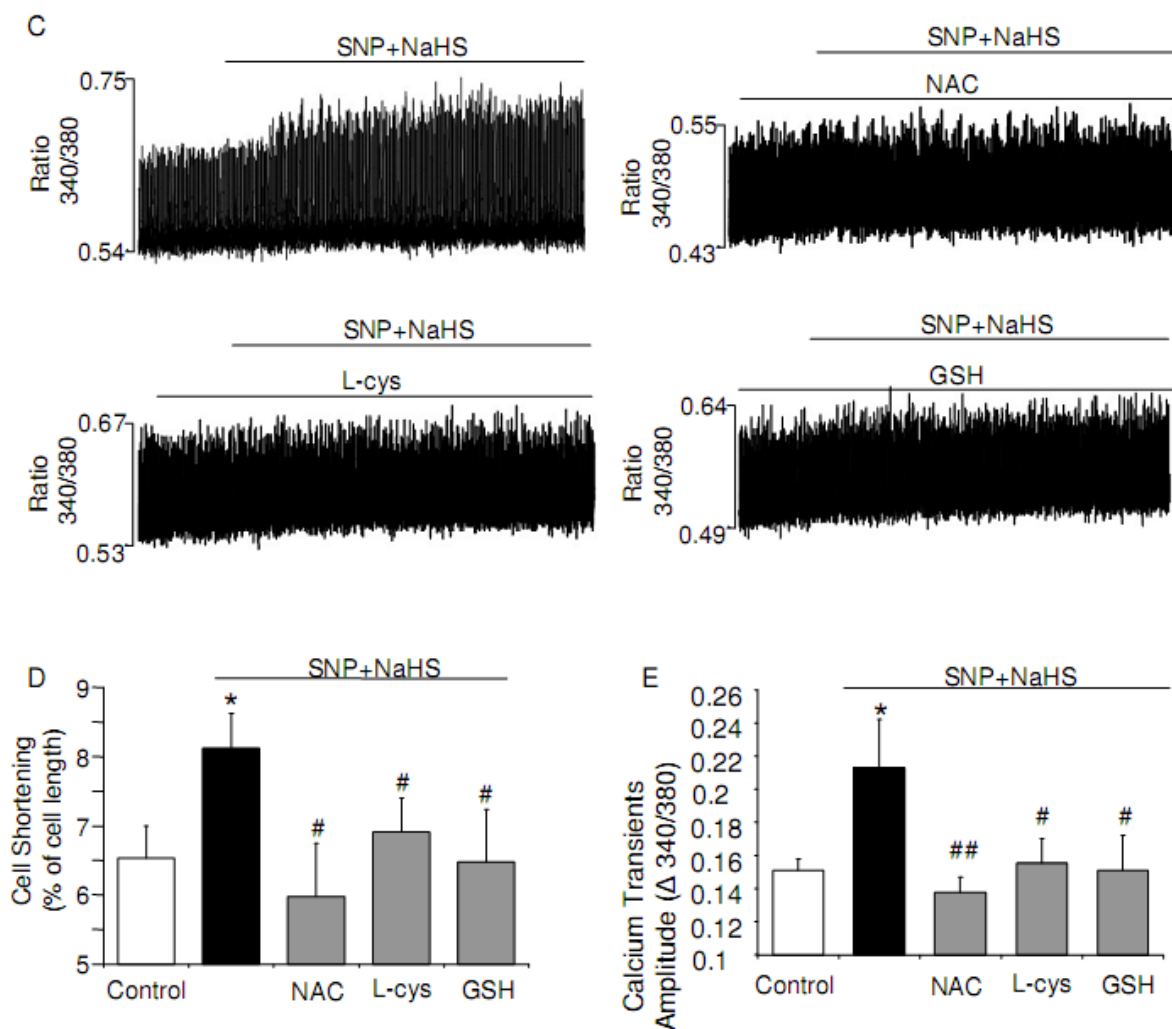 C
SNP+NaHS
0.75
0.54
Ratio
340/380
SNP+NaHS
NAC
0.55
0.43
Ratio
340/380
SNP+NaHS
L-cys
0.67
0.53
Ratio
340/380
SNP+NaHS
GSH
0.64
0.49
Ratio
340/380
D
SNP+NaHS
9
8
7
6
5
Cell Shortening
(% of cell length)
*
#
#
#
Control
NAC
L-cys
GSH
E
SNP+NaHS
0.26
0.24
0.22
0.2
0.18
0.16
0.14
0.12
0.1
Calcium Transients
Amplitude (Δ 340/380)
*
##
#
#
Control
NAC
L-cys
GSH